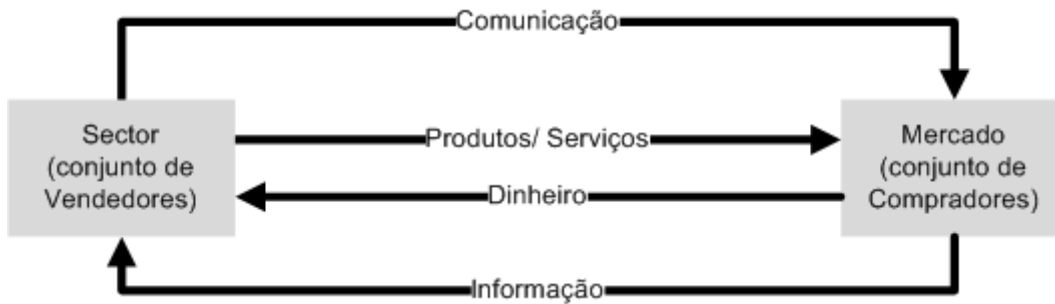 Comunicação
Sector
(conjunto de
Vendedores)
Produtos/ Serviços
Dinheiro
Mercado
(conjunto de
Compradores)
Informação